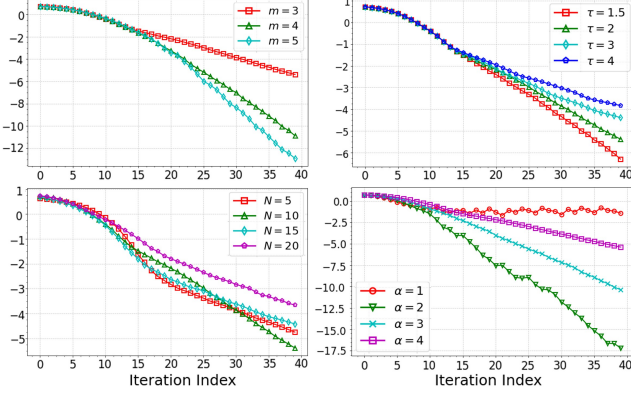 0
−2
−4
−6
−8
−10
−12
0 5 10 15 20 25 30 35 40
m = 3
m = 4
m = 5
1
0
−1
−2
−3
−4
−5
−6
0 5 10 15 20 25 30 35 40
τ = 1.5
τ = 2
τ = 3
τ = 4
1
0
−1
−2
−3
−4
−5
0 5 10 15 20 25 30 35 40
N = 5
N = 10
N = 15
N = 20
Iteration Index
0.0
−2.5
−5.0
−7.5
−10.0
−12.5
−15.0
−17.5
0 5 10 15 20 25 30 35 40
α = 1
α = 2
α = 3
α = 4
Iteration Index